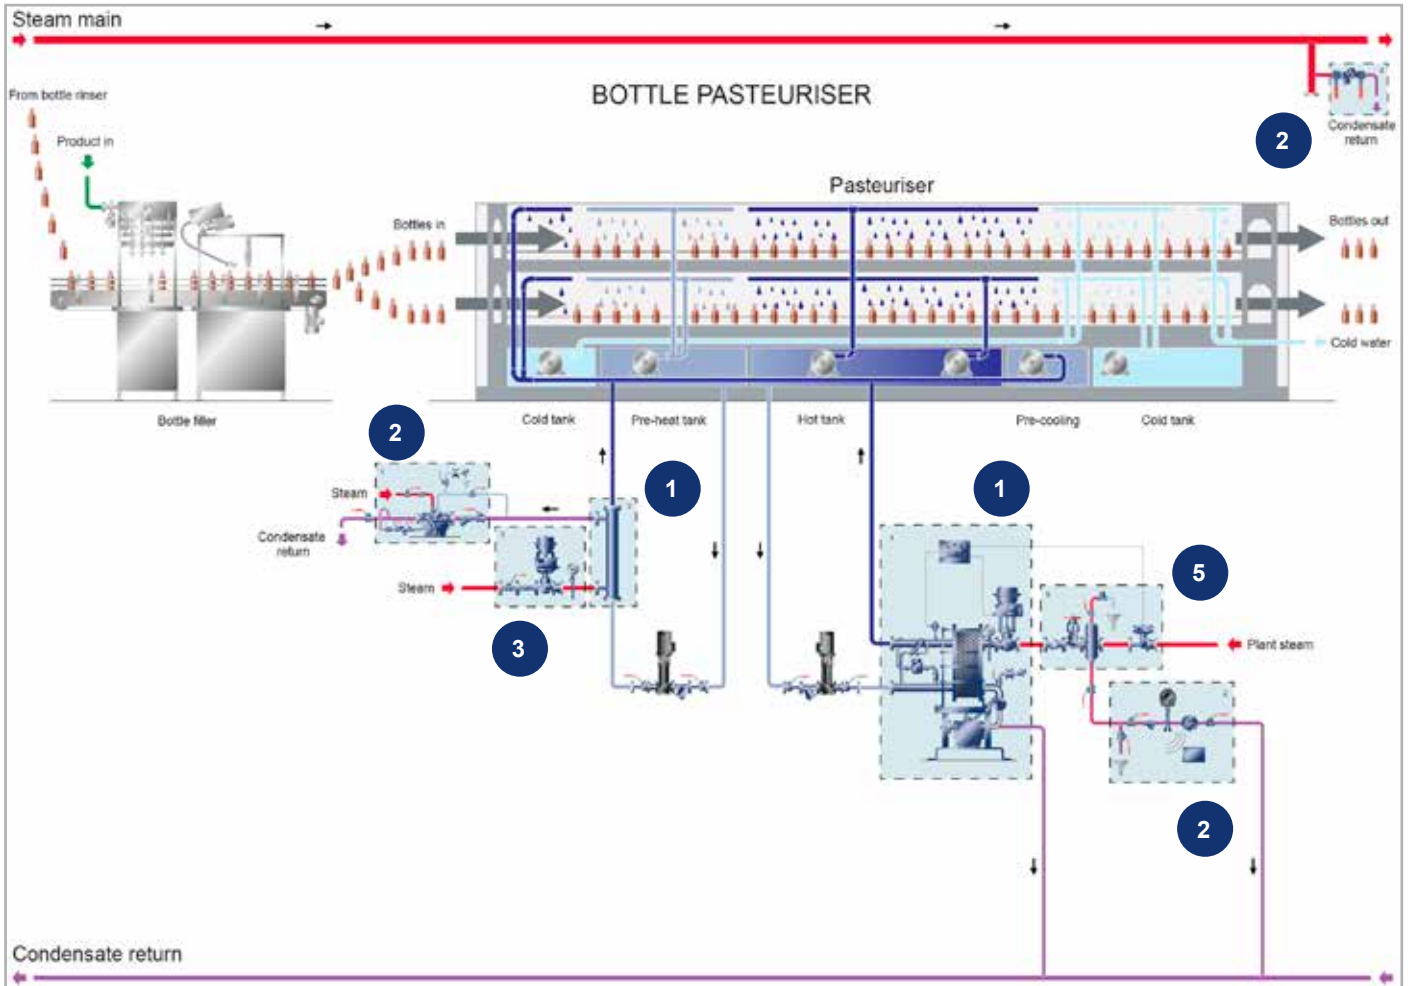 Steam main
BOTTLE PASTEURISER
From bottle rinser
Product in
2
Condensate
return
Pasteuriser
Bottles in
Bottles out
Cold water
Bottle filler
Cold tank
Pre-heat tank
Hot tank
Pre-cooling
Cold tank
2
1
1
Steam
Condensate
return
Steam
5
3
Plant steam
2
Condensate return